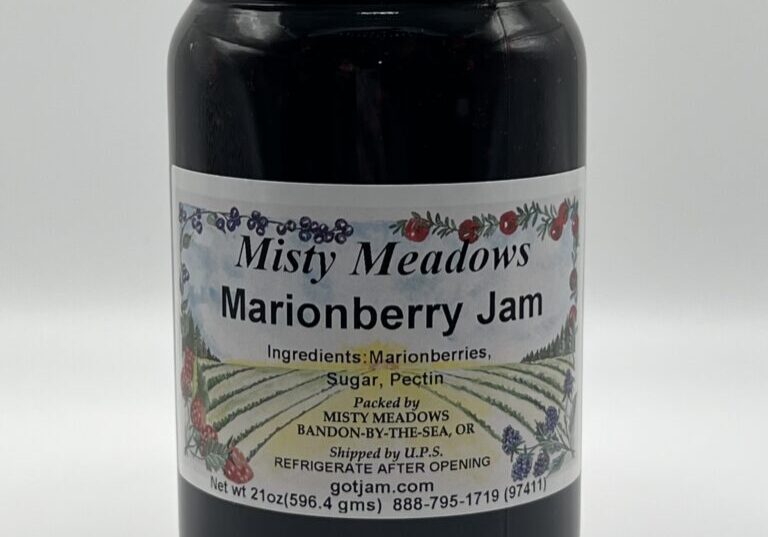 Misty Meadows
Marionberry Jam
Ingredients:Marionberries,
Sugar, Pectin
Packed by
MISTY MEADOWS
BANDON-BY-THE-SEA, OR
Shipped by U.P.S.
REFRIGERATE AFTER OPENING
gotjam.com
Net wt 21oz(596.4 gms) 888-795-1719 (97411)